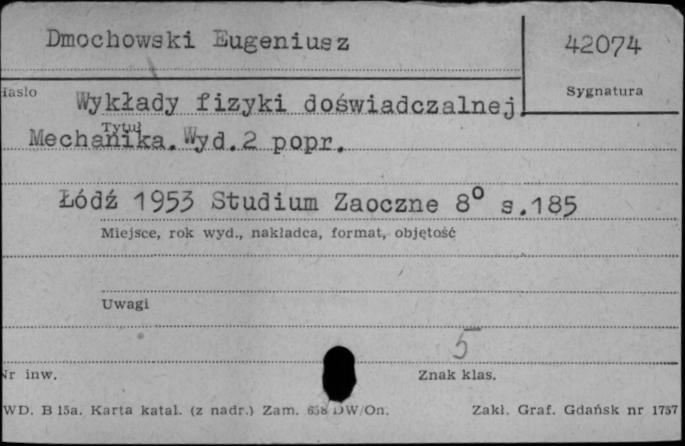 Dmochowski Eugeniusz
42074
Hasło
Sygnatura
Wykłady fizyki doświadczalnej.
Tytuł
Mechanika. Wyd.2 popr.
Łódź 1953 Studium Zaoczne 8° s.185
Miejsce, rok wyd., nakładca, format, objętość
Uwagi
5
Nr inw.
Znak klas.
WD. B 15a. Karta katal. (z nadr.) Zam. 658 DW/On.
Zakł. Graf. Gdańsk nr 1757